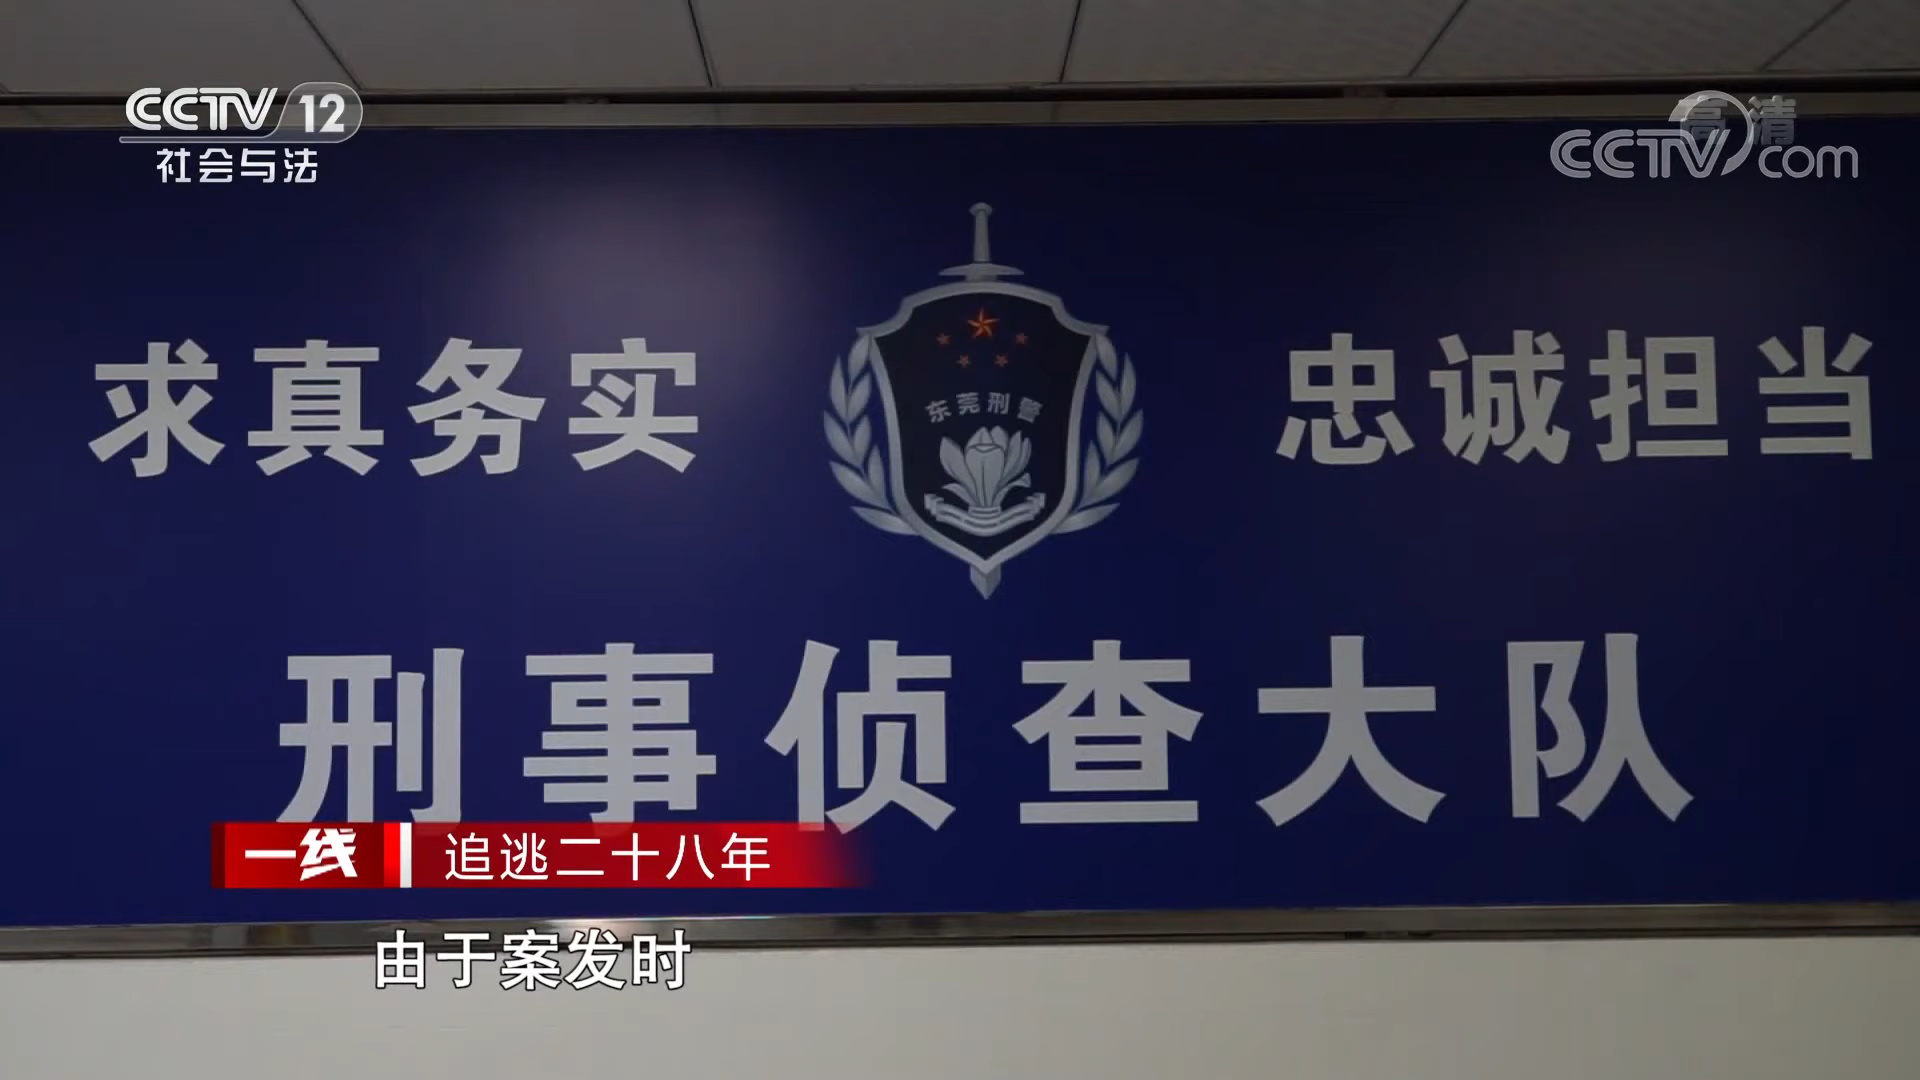 CCTV 12
社会与法
高清
CCTV.com
求真务实
忠诚担当
东莞刑警
刑事侦查大队
一线
追逃二十八年
由于案发时